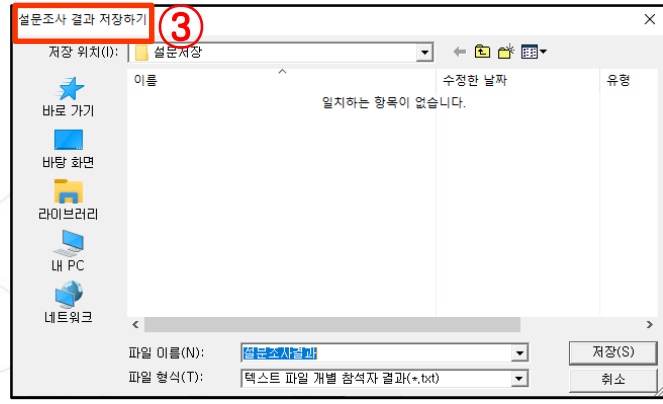 설문조사 결과 저장하기
③
저장 위치(I):
설문저장
이름
수정한 날짜
유형
일치하는 항목이 없습니다.
바로 가기
바탕 화면
라이브러리
내 PC
네트워크
파일 이름(N):
설문조사결과
저장(S)
파일 형식(T):
텍스트 파일 개별 참석자 결과(*.txt)
취소